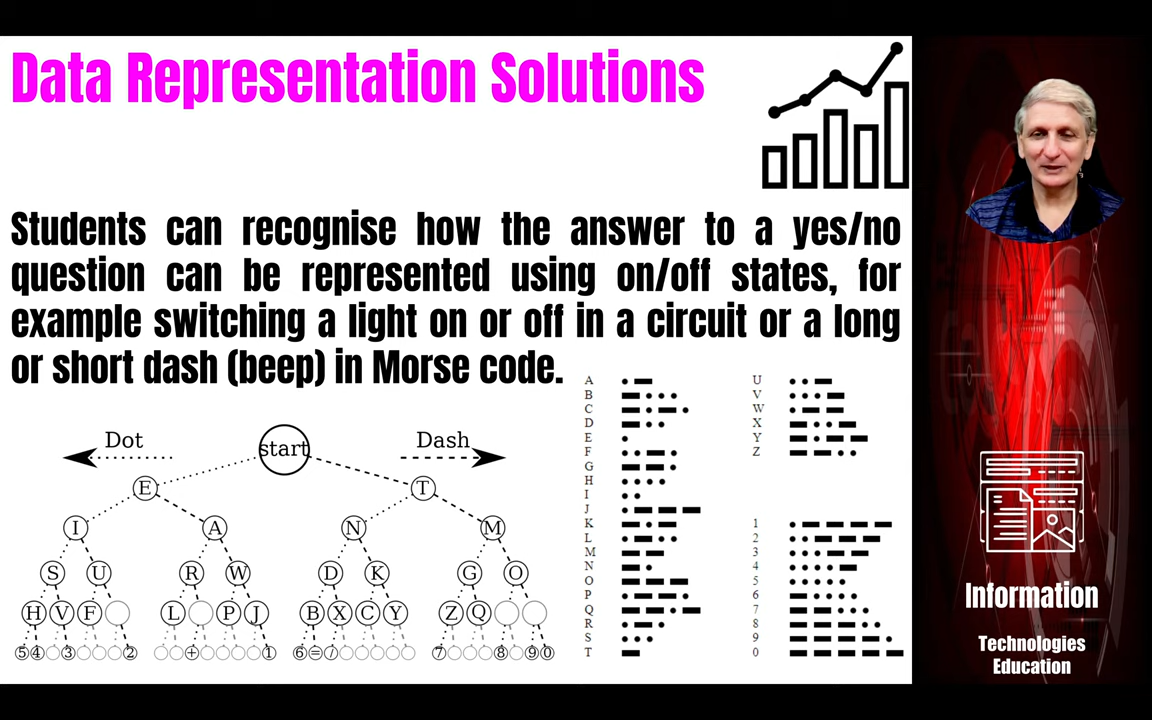 Data Representation Solutions
Students can recognise how the answer to a yes/no
question can be represented using on/off states, for
example switching a light on or off in a circuit or a long
or short dash (beep) in Morse code.
Dot
start
Dash
E T
I A N M
S U R W D K G O
H V F L P J B X C Y Z Q
5 4 3 2 + 1 6 = / 7 8 9 0
A
B
C
D
E
F
G
H
I
J
K
L
M
N
O
P
Q
R
S
T
U
V
W
X
Y
Z
1
2
3
4
5
6
7
8
9
0
Information
Technologies
Education